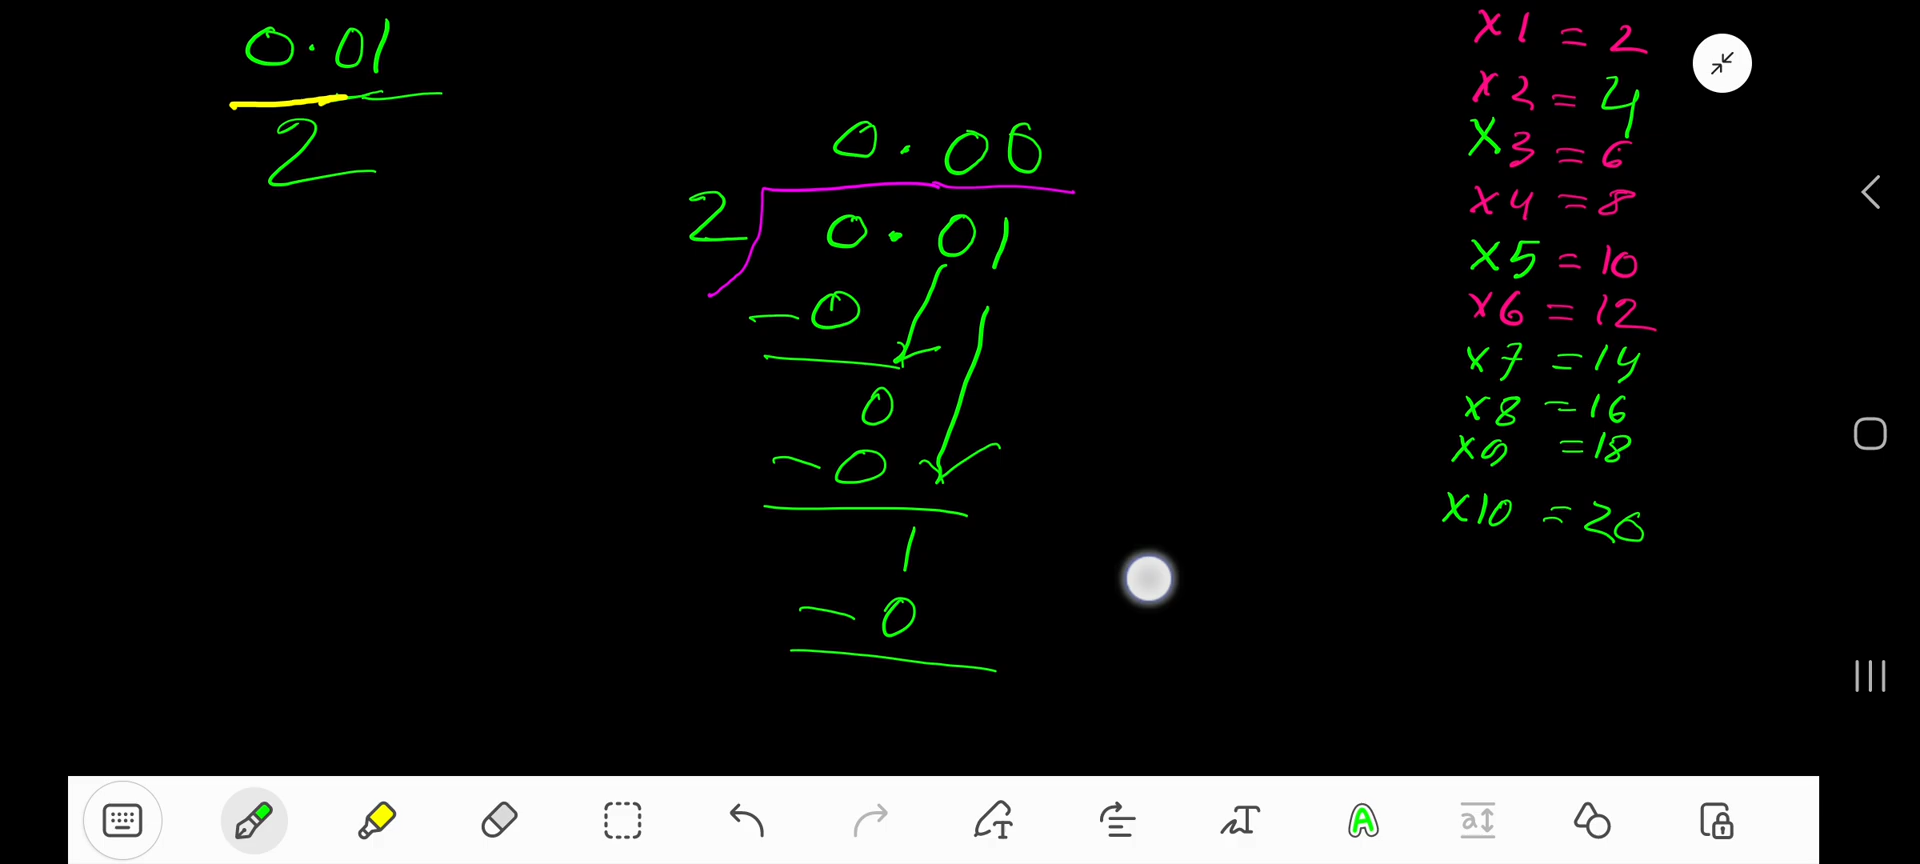 0.01
2
0.00
2 0.01
-0
0
-0
1
-0
x1 = 2
x2 = 4
x3 = 6
x4 = 8
x5 = 10
x6 = 12
x7 = 14
x8 = 16
x9 = 18
x10 = 20
T
T
A
a